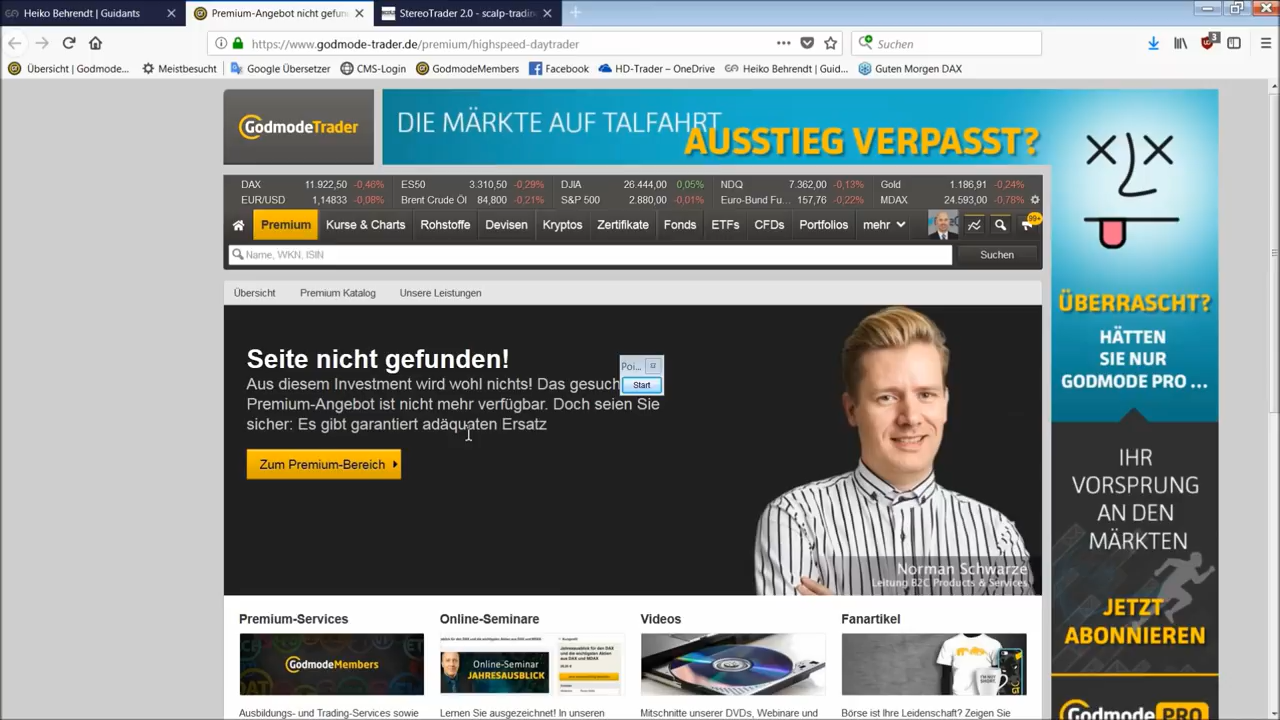 Heiko Behrendt | Guidants
Premium-Angebot nicht gefun
StereoTrader 2.0 - scalp-tradin
https://www.godmode-trader.de/premium/highspeed-daytrader
Suchen
3
Übersicht | Godmode...
Meistbesucht
Google Übersetzer
CMS-Login
GodmodeMembers
Facebook
HD-Trader – OneDrive
Heiko Behrendt | Guid...
Guten Morgen DAX
GodmodeTrader
DIE MÄRKTE AUF TALFAHRT
AUSSTIEG VERPASST?
DAX 11.922,50 -0,46% ES50 3.310,50 -0,29% DJIA 26.444,00 0,05% NDQ 7.362,00 -0,13% Gold 1.186,91 -0,24%
EUR/USD 1,14833 -0,08% Brent Crude Öl 84,800 -0,21% S&P 500 2.880,00 -0,01% Euro-Bund Fu... 157,76 -0,22% MDAX 24.593,00 -0,78%
Premium Kurse & Charts Rohstoffe Devisen Kryptos Zertifikate Fonds ETFs CFDs Portfolios mehr
99+
Name, WKN, ISIN
Suchen
Übersicht Premium Katalog Unsere Leistungen
Seite nicht gefunden!
Aus diesem Investment wird wohl nichts! Das gesuch
Premium-Angebot ist nicht mehr verfügbar. Doch seien Sie
sicher: Es gibt garantiert adäquaten Ersatz
Poi...
Start
Zum Premium-Bereich
Norman Schwarze
Leitung B2C Products & Services
ÜBERRASCHT?
HÄTTEN
SIE NUR
GODMODE PRO ...
IHR
VORSPRUNG
AN DEN
MÄRKTEN
JETZT
ABONNIEREN
GodmodePRO
Premium-Services
Online-Seminare
Videos
Fanartikel
GodmodeMembers
Online-Seminar
JAHRESAUSBLICK
Ausbildungs- und Trading-Services sowie
Lernen Sie ausgezeichnet! In unseren
Mitschnitte unserer DVDs, Webinare und
Börse ist Ihre Leidenschaft? Zeigen Sie